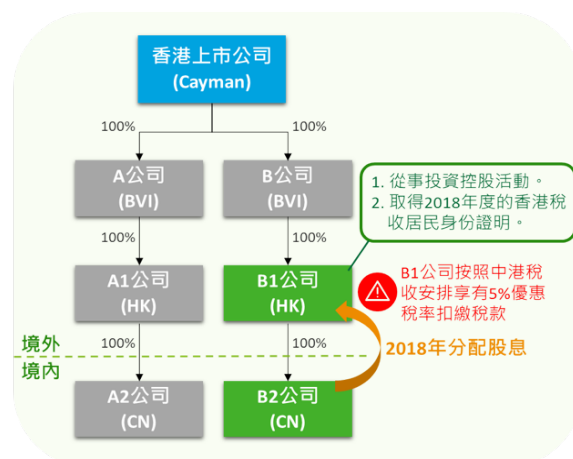 香港上市公司
(Cayman)
100%
100%
A公司
(BVI)
B公司
(BVI)
1. 從事投資控股活動。
2. 取得2018年度的香港稅
收居民身份證明。
100%
100%
A1公司
(HK)
B1公司
(HK)
B1公司按照中港稅
收安排享有5%優惠
稅率扣繳稅款
境外
100%
100%
2018年分配股息
境內
A2公司
(CN)
B2公司
(CN)